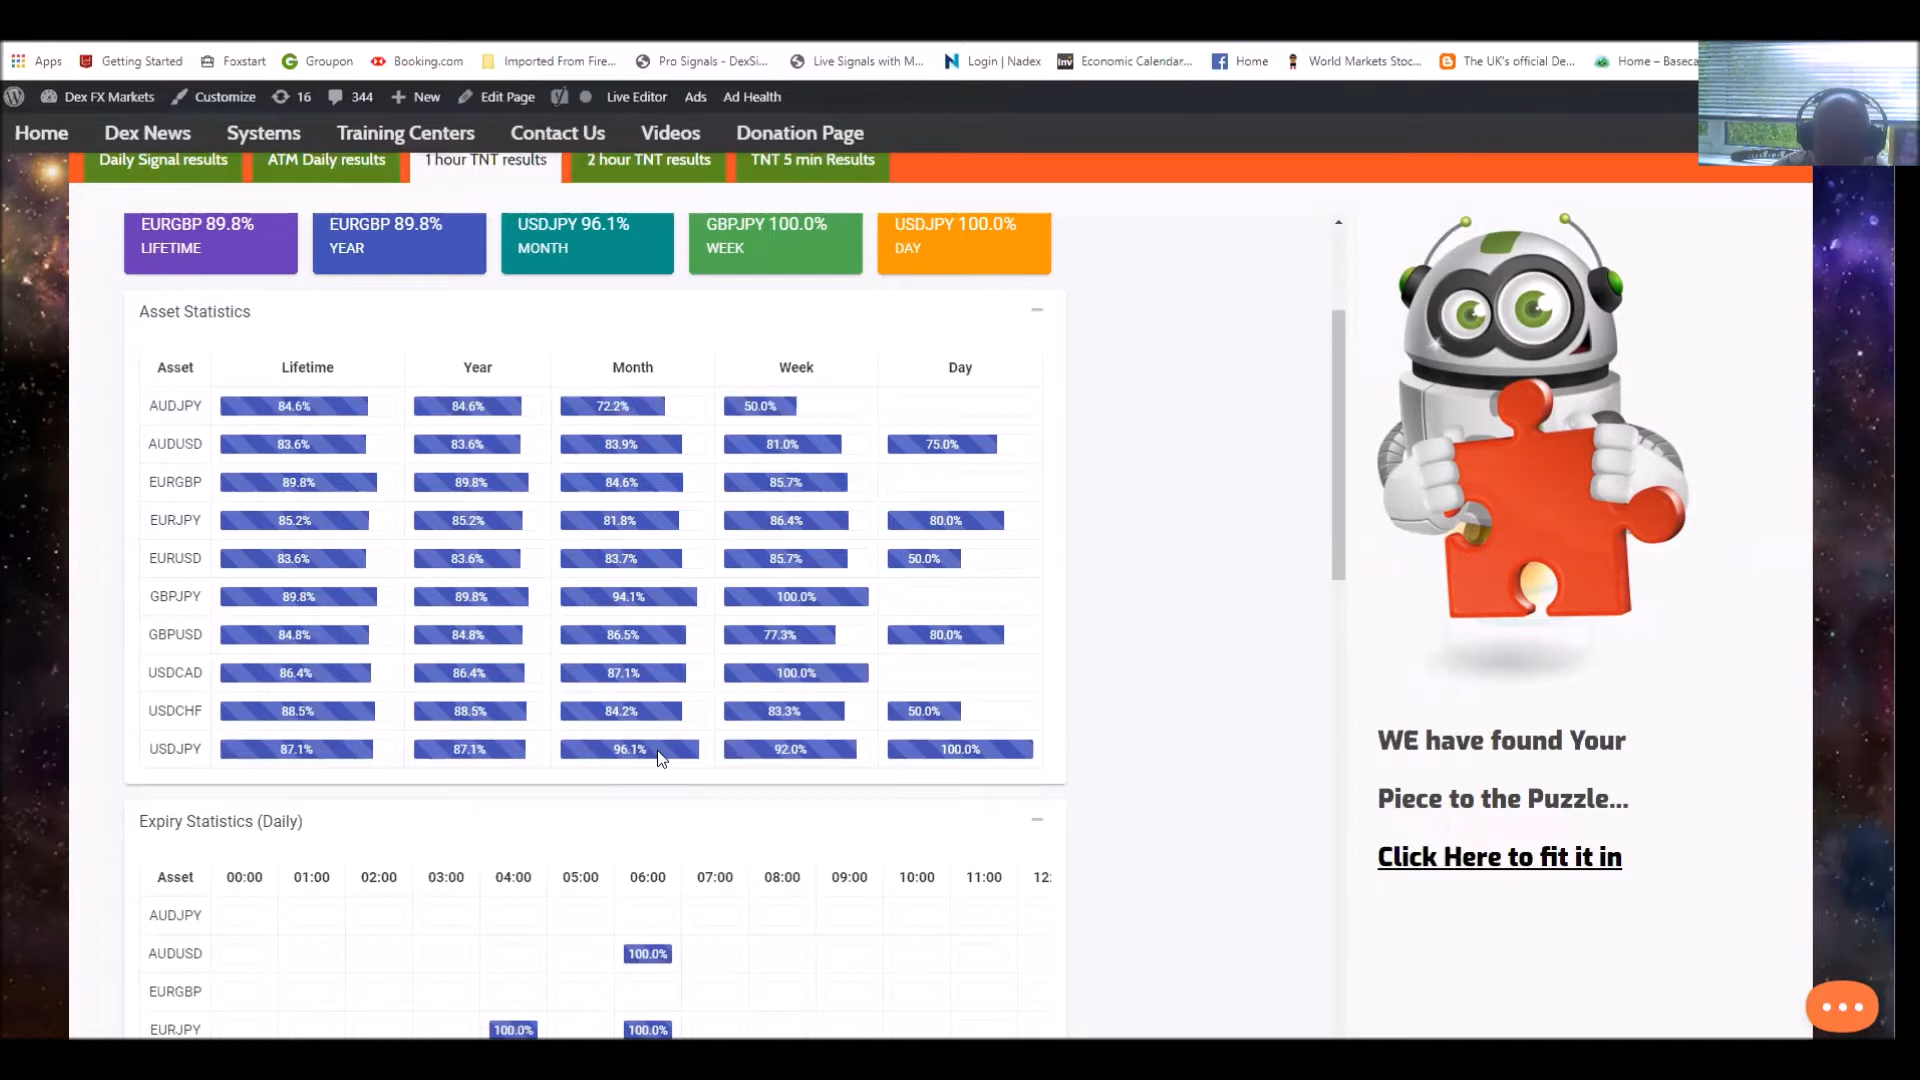 Apps Getting Started Foxstart Groupon Booking.com Imported From Fire... Pro Signals - DexSi... Live Signals with M... Login | Nadex Economic Calendar... Home World Markets Stoc... The UK's official De... Home – Baseca
Dex FX Markets Customize 16 344 New Edit Page Live Editor Ads Ad Health
Home Dex News Systems Training Centers Contact Us Videos Donation Page
Daily Signal results ATM Daily results 1 hour TNT results 2 hour TNT results TNT 5 min Results
EURGBP 89.8% EURGBP 89.8% USDJPY 96.1% GBPJPY 100.0% USDJPY 100.0%
LIFETIME YEAR MONTH WEEK DAY
Asset Statistics
Asset Lifetime Year Month Week Day
AUDJPY 84.6% 84.6% 72.2% 50.0%
AUDUSD 83.6% 83.6% 83.9% 81.0% 75.0%
EURGBP 89.8% 89.8% 84.6% 85.7%
EURJPY 85.2% 85.2% 81.8% 86.4% 80.0%
EURUSD 83.6% 83.6% 83.7% 85.7% 50.0%
GBPJPY 89.8% 89.8% 94.1% 100.0%
GBPUSD 84.8% 84.8% 86.5% 77.3% 80.0%
USDCAD 86.4% 86.4% 87.1% 100.0%
USDCHF 88.5% 88.5% 84.2% 83.3% 50.0%
USDJPY 87.1% 87.1% 96.1% 92.0% 100.0%
Expiry Statistics (Daily)
Asset 00:00 01:00 02:00 03:00 04:00 05:00 06:00 07:00 08:00 09:00 10:00 11:00 12:
AUDJPY
AUDUSD 100.0%
EURGBP
EURJPY 100.0% 100.0%
WE have found Your
Piece to the Puzzle...
Click Here to fit it in